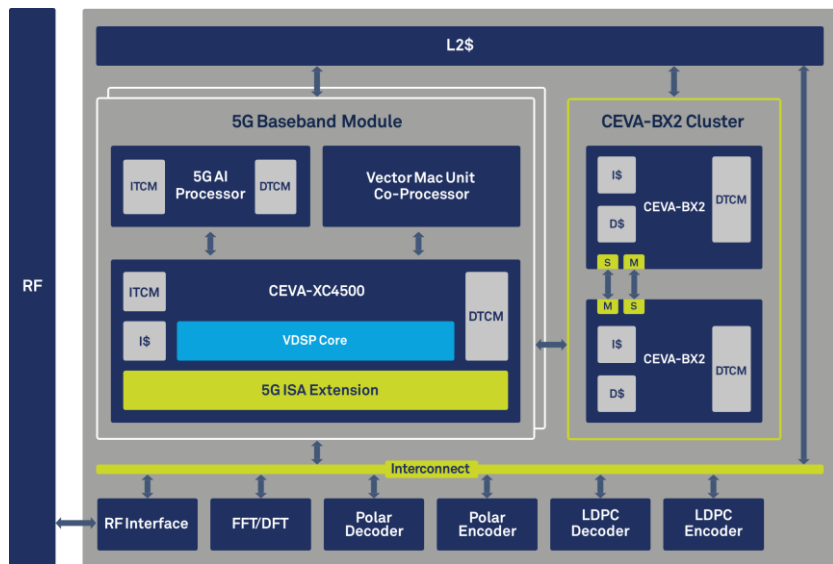 L2$
5G Baseband Module
CEVA-BX2 Cluster
ITCM
5G AI
Processor
DTCM
Vector Mac Unit
Co-Processor
I$
D$
CEVA-BX2
DTCM
S
M
RF
ITCM
CEVA-XC4500
I$
VDSP Core
DTCM
5G ISA Extension
M
S
I$
D$
CEVA-BX2
DTCM
Interconnect
RF Interface
FFT/DFT
Polar
Decoder
Polar
Encoder
LDPC
Decoder
LDPC
Encoder